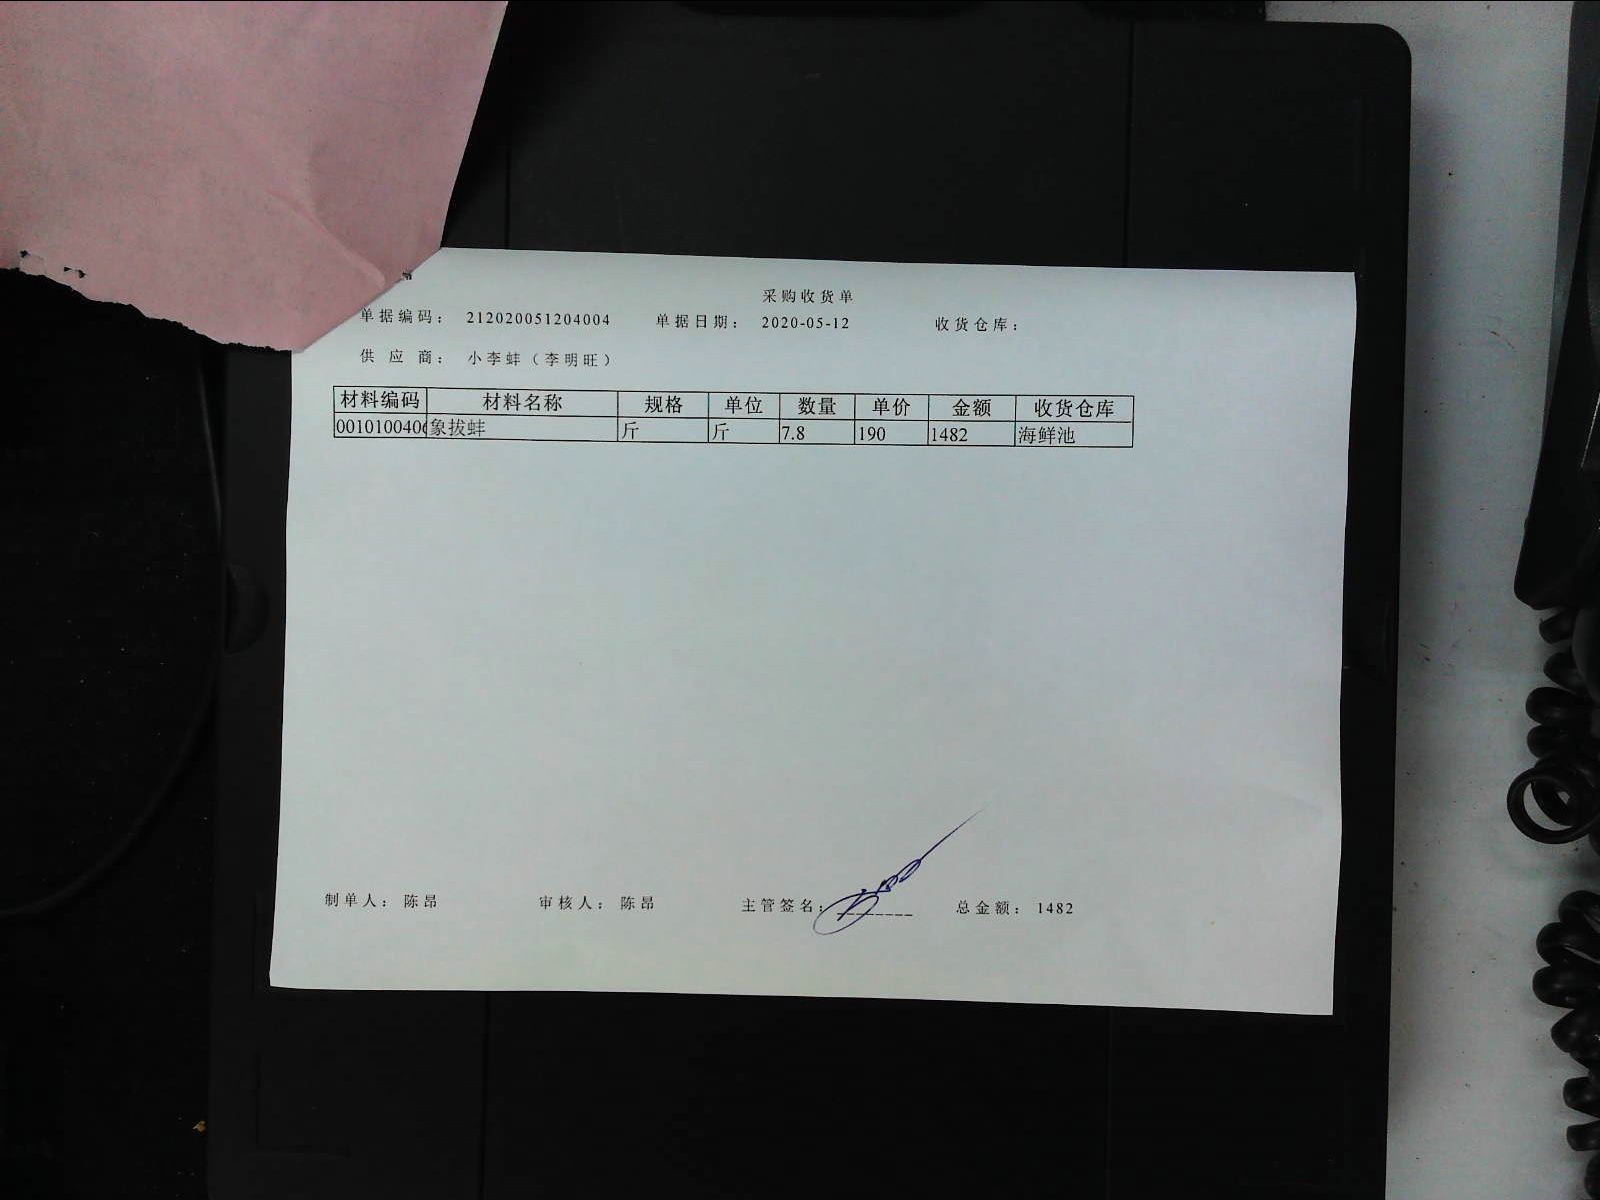 采购收货单
单据编码： 212020051204004 单据日期： 2020-05-12 收货仓库：
供 应 商： 小李蚌（李明旺）
材料编码 材料名称 规格 单位 数量 单价 金额 收货仓库
0010100406 象拔蚌 斤 斤 7.8 190 1482 海鲜池
制单人： 陈昂 审核人： 陈昂 主管签名： 总金额： 1482